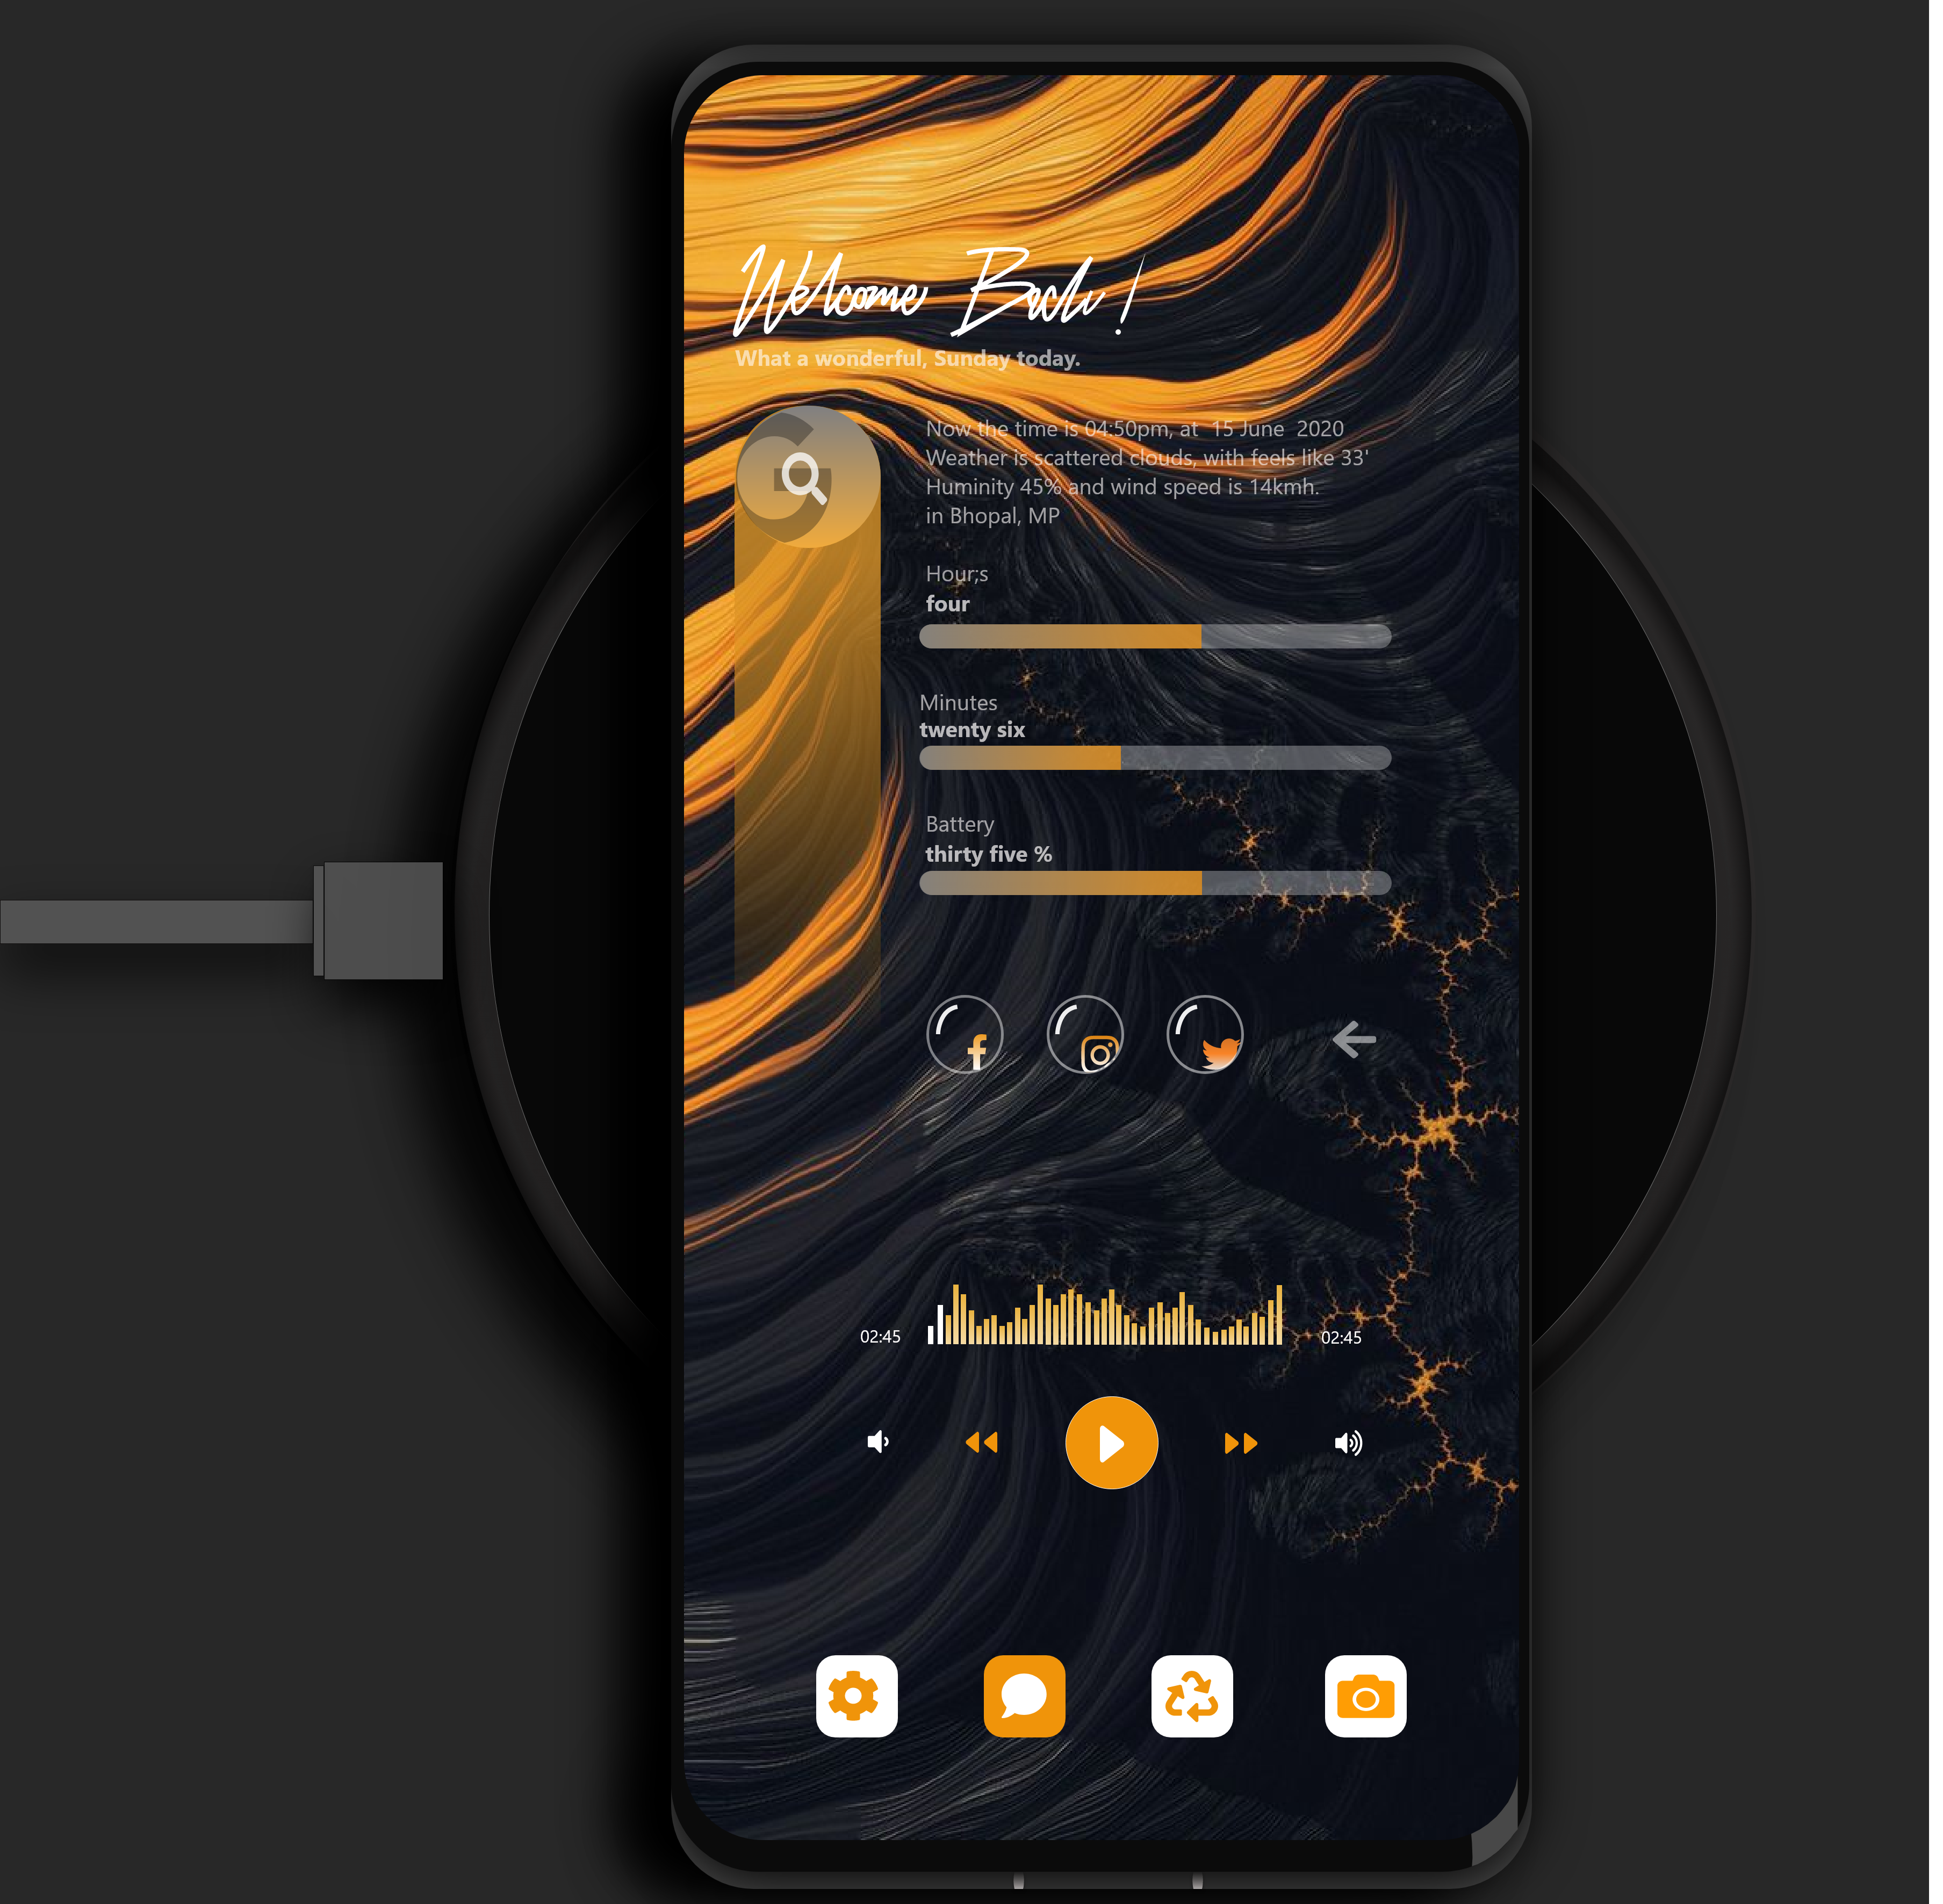 Welcome Back!
What a wonderful, Sunday today.
Now the time is 04:50pm, at 15 June 2020
Weather is scattered clouds, with feels like 33'
Huminity 45% and wind speed is 14kmh.
in Bhopal, MP
Hour;s
four
Minutes
twenty six
Battery
thirty five %
02:45
02:45